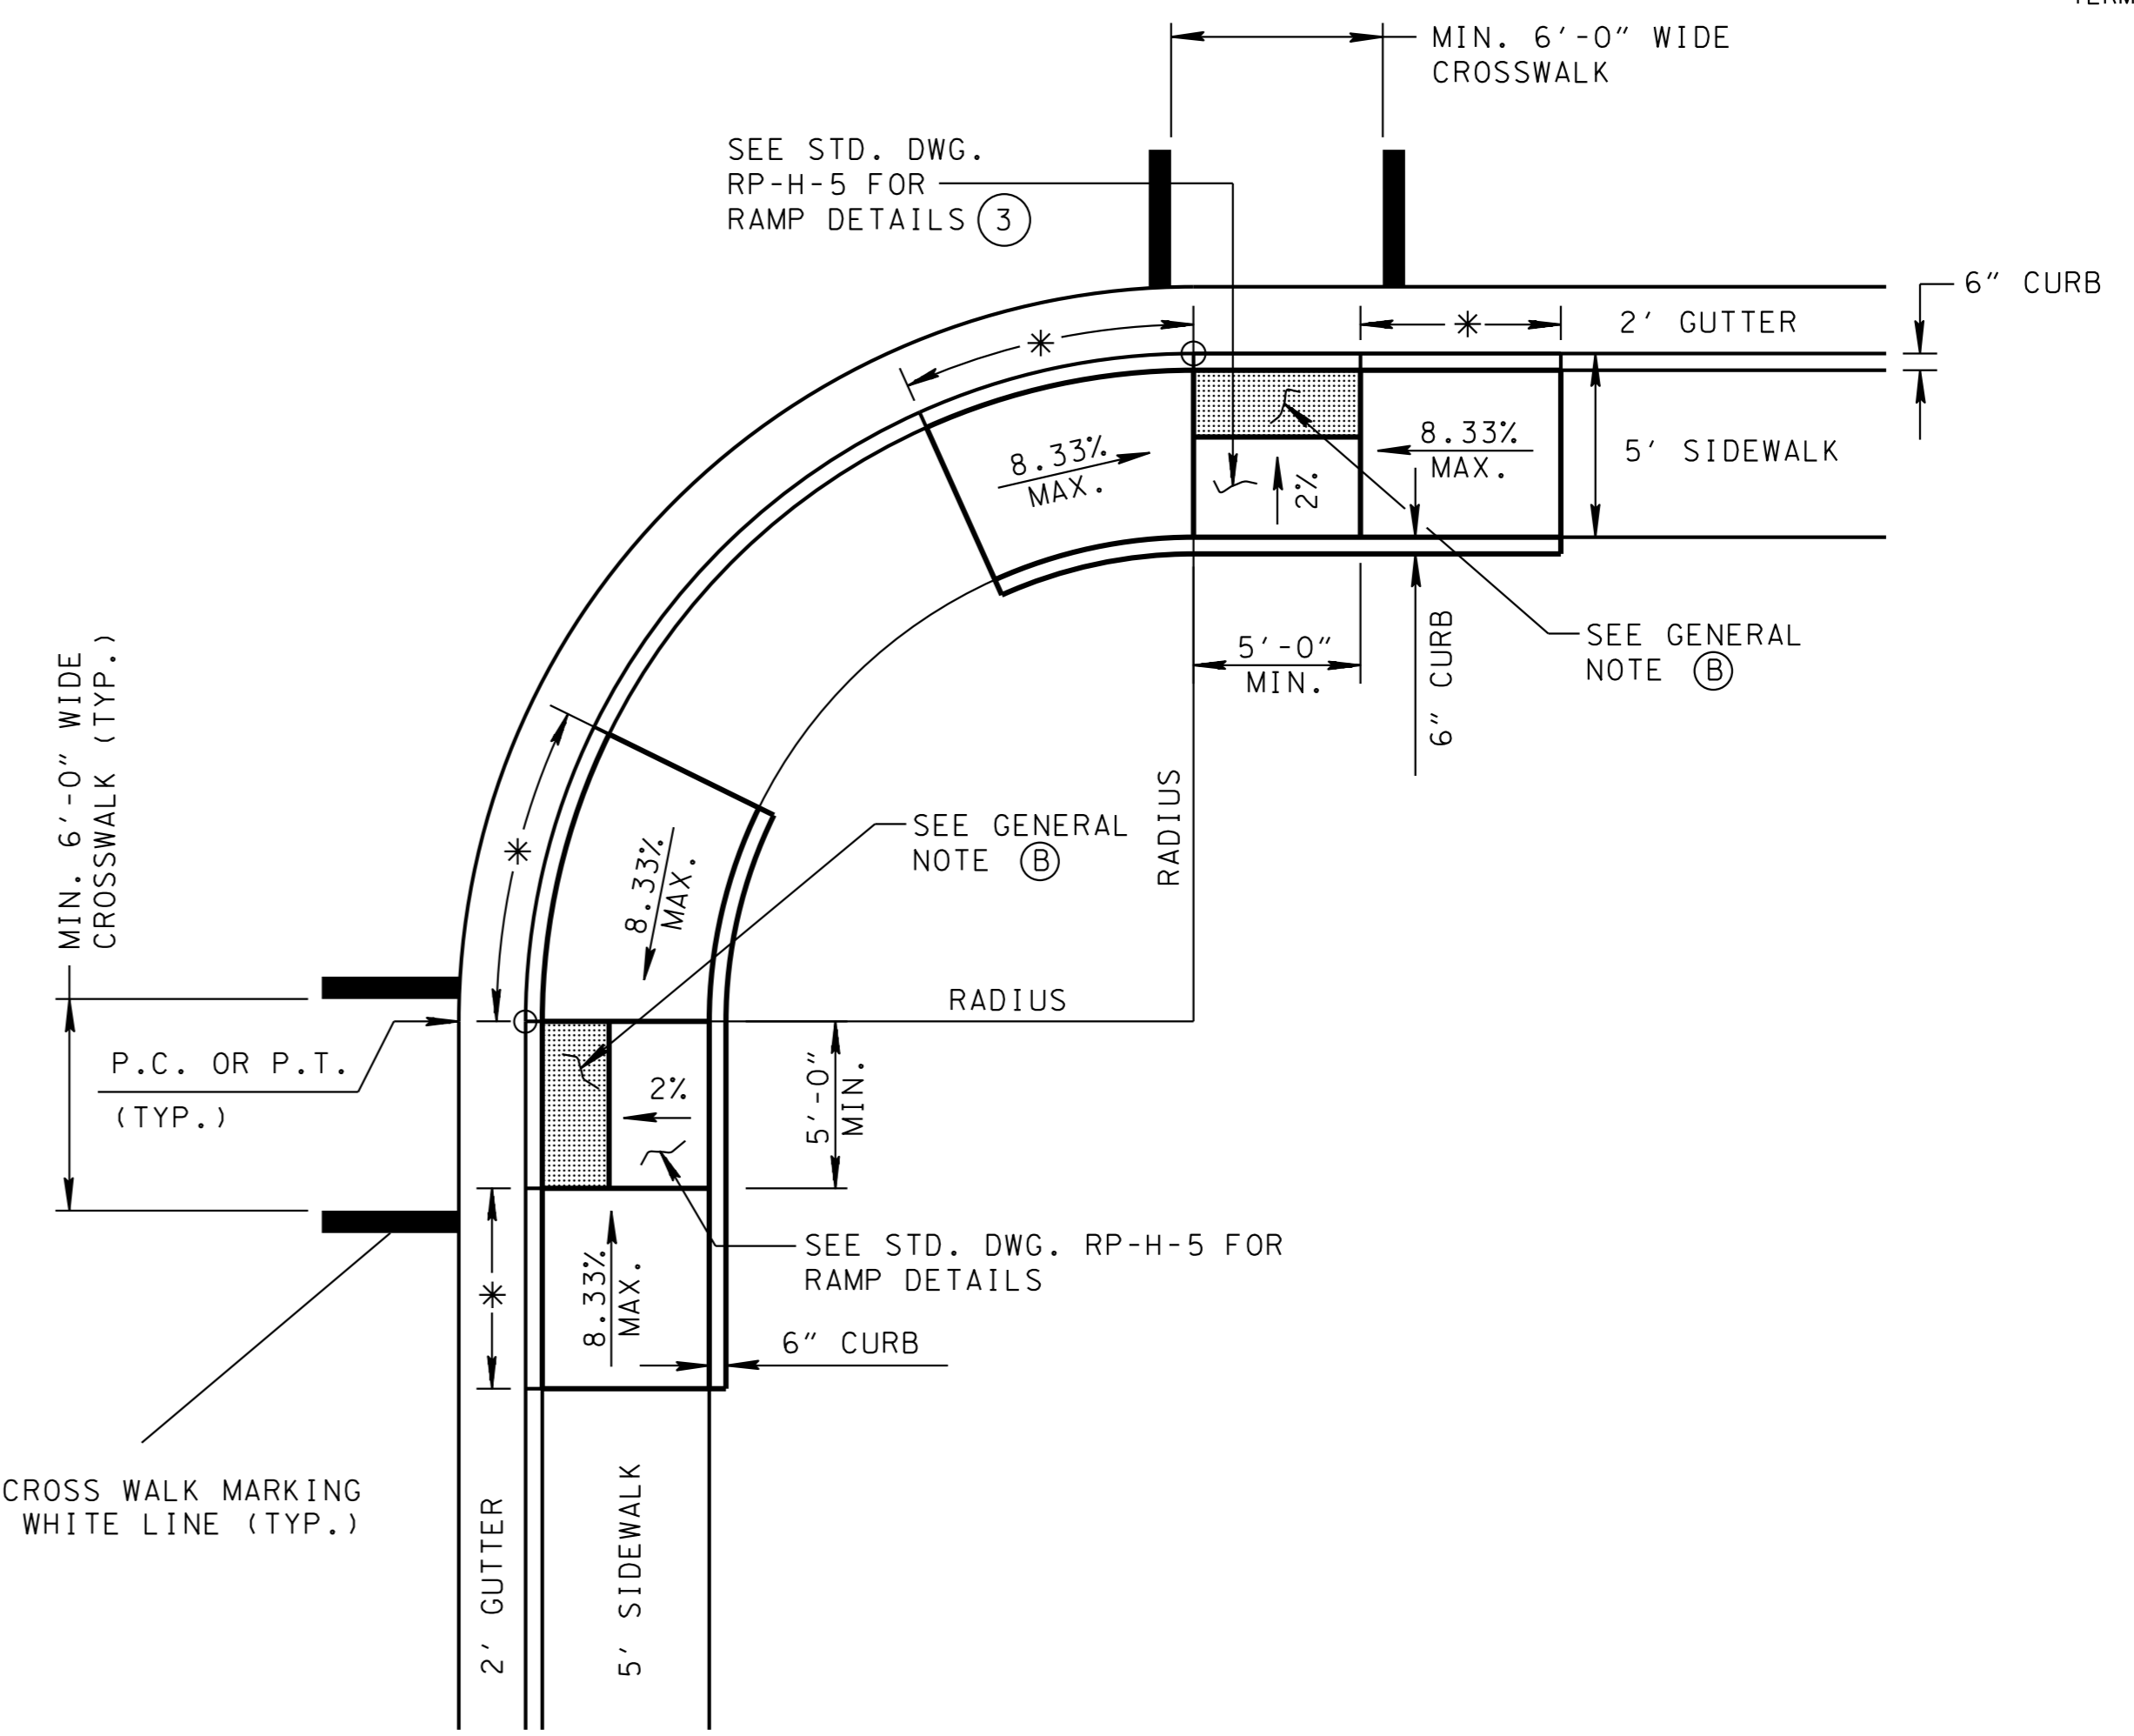 MIN. 6'-0" WIDE
CROSSWALK
SEE STD. DWG.
RP-H-5 FOR
RAMP DETAILS 3
6" CURB
*
*
2' GUTTER
8.33%
MAX.
2%
8.33%
MAX.
5' SIDEWALK
5'-0"
MIN.
6" CURB
SEE GENERAL
NOTE B
RADIUS
MIN. 6'-0" WIDE
CROSSWALK (TYP.)
*
8.33%
MAX.
SEE GENERAL
NOTE B
RADIUS
P.C. OR P.T.
(TYP.)
2%
5'-0"
MIN.
SEE STD. DWG. RP-H-5 FOR
RAMP DETAILS
*
8.33%
MAX.
6" CURB
CROSS WALK MARKING
WHITE LINE (TYP.)
2' GUTTER
5' SIDEWALK